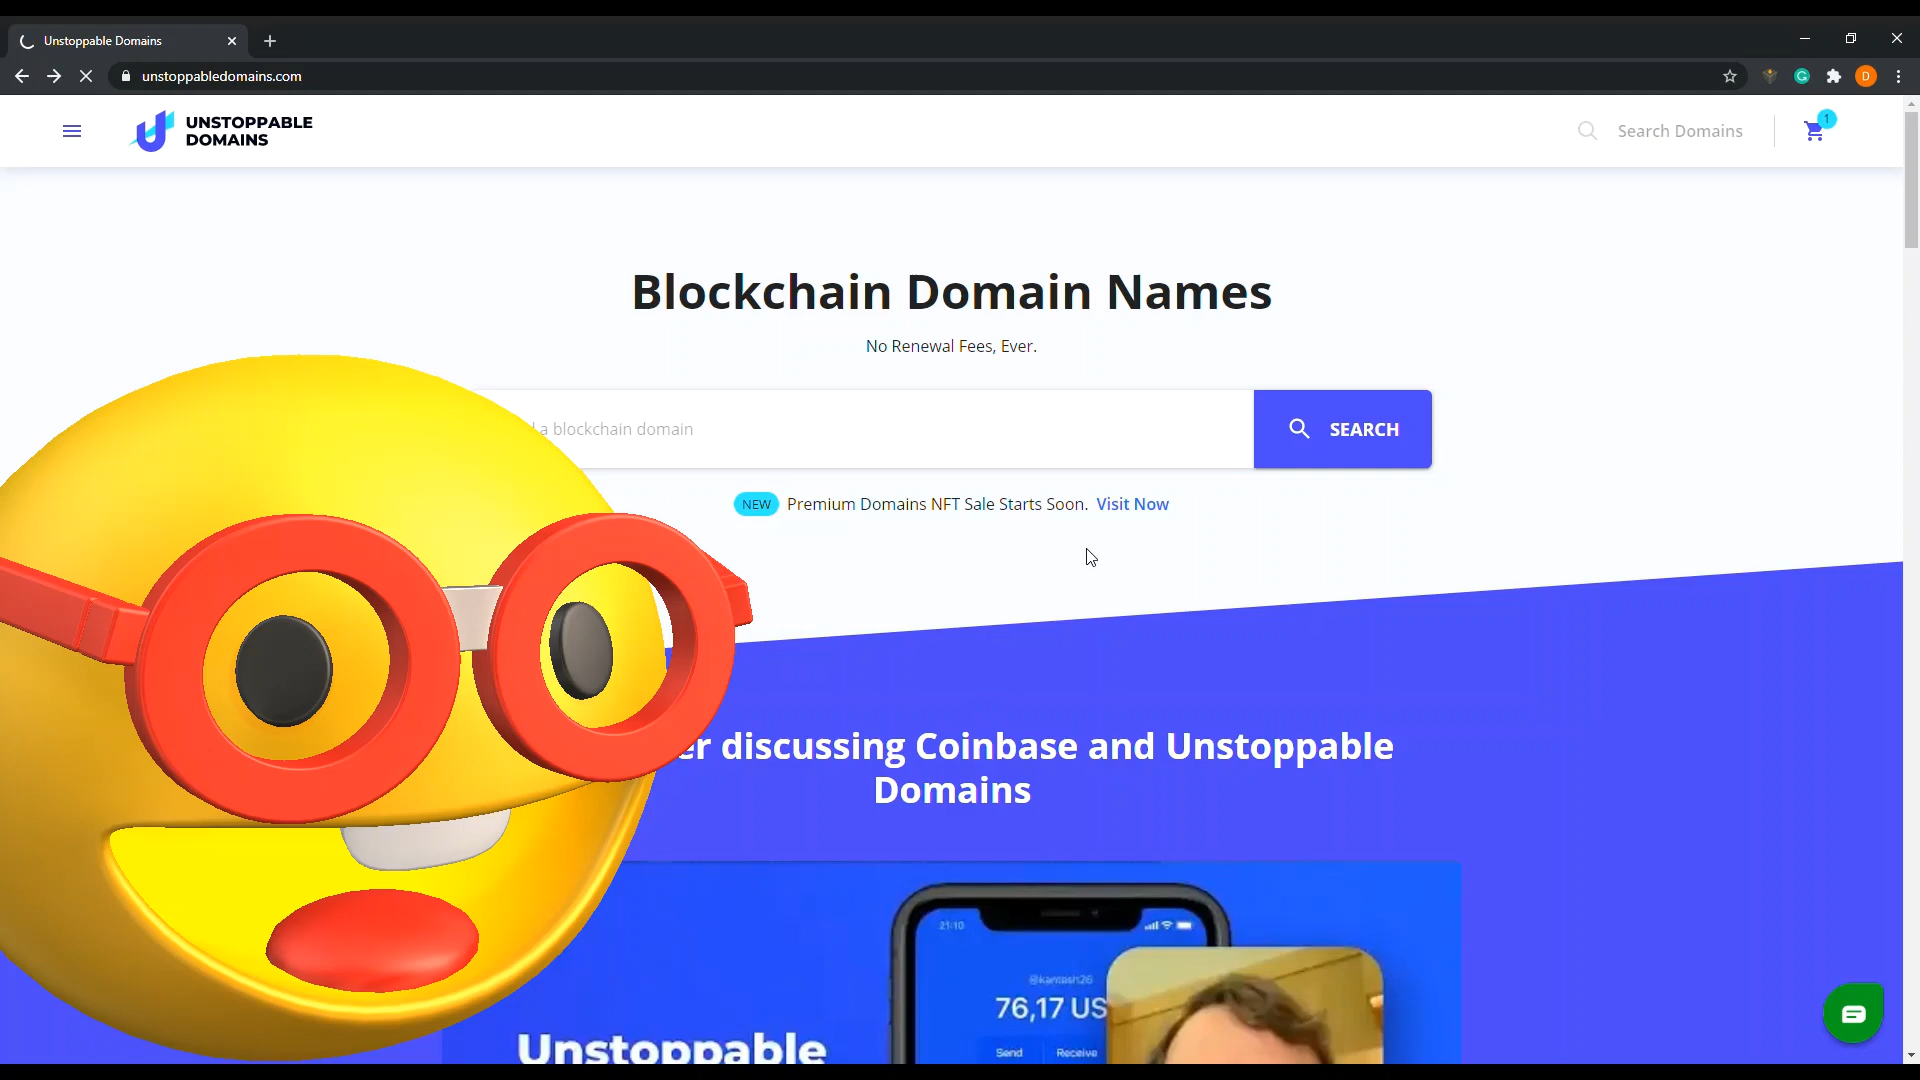 Unstoppable Domains
unstoppabledomains.com
D
UNSTOPPABLE
DOMAINS
Search Domains
1
Blockchain Domain Names
No Renewal Fees, Ever.
a blockchain domain
SEARCH
NEW Premium Domains NFT Sale Starts Soon. Visit Now
er discussing Coinbase and Unstoppable
Domains
21:10
@kantash26
76,17 US
Send Receive
Unstoppable